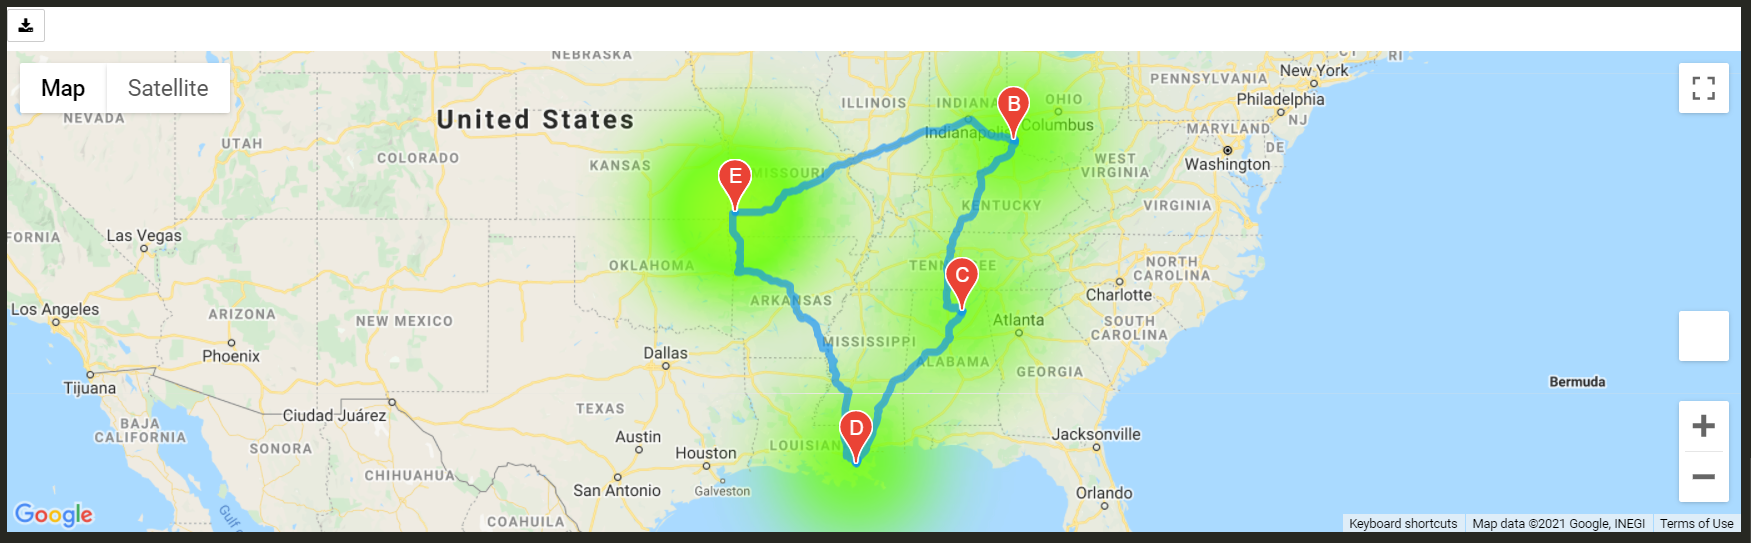 Map
Satellite
United States
NEBRASKA
CT
RI
New York
PENNSYLVANIA
Philadelphia
NJ
ILLINOIS
INDIANA
OHIO
B
Indianapolis
Columbus
NEVADA
MARYLAND
DE
UTAH
COLORADO
KANSAS
MISSOURI
E
WEST
VIRGINIA
Washington
KENTUCKY
VIRGINIA
FORNIA
Las Vegas
OKLAHOMA
TENNESSEE
C
NORTH
CAROLINA
Charlotte
Los Angeles
ARIZONA
NEW MEXICO
ARKANSAS
Atlanta
SOUTH
CAROLINA
Phoenix
Dallas
MISSISSIPPI
ALABAMA
GEORGIA
Bermuda
Tijuana
Ciudad Juárez
TEXAS
BAJA
CALIFORNIA
SONORA
Austin
Houston
LOUISIAN
D
Jacksonville
CHIHUAHUA
San Antonio
Galveston
Orlando
Google
Gulf
COAHUILA
Keyboard shortcuts
Map data ©2021 Google, INEGI
Terms of Use